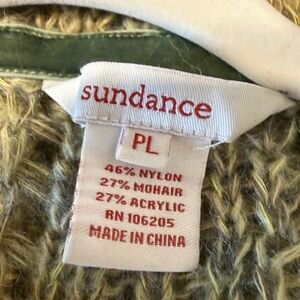 sundance
PL
46% NYLON
27% MOHAIR
27% ACRYLIC
RN 106205
MADE IN CHINA